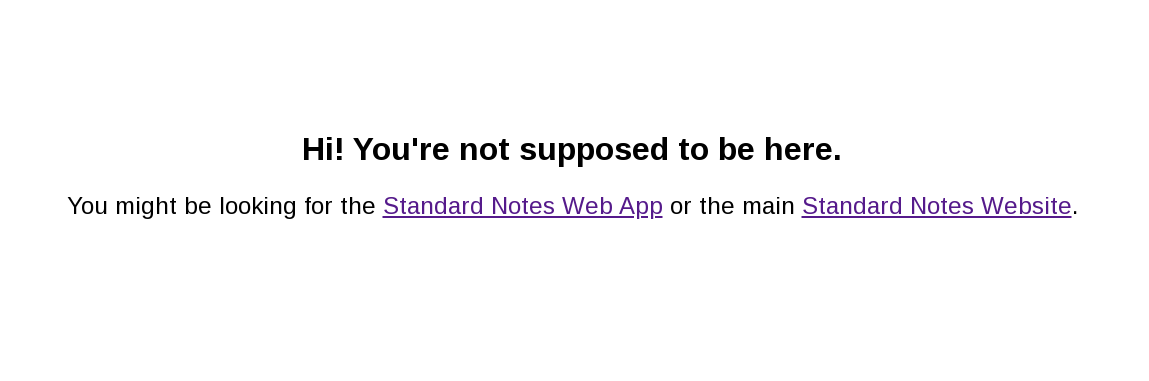 Hi! You're not supposed to be here.
You might be looking for the Standard Notes Web App or the main Standard Notes Website.